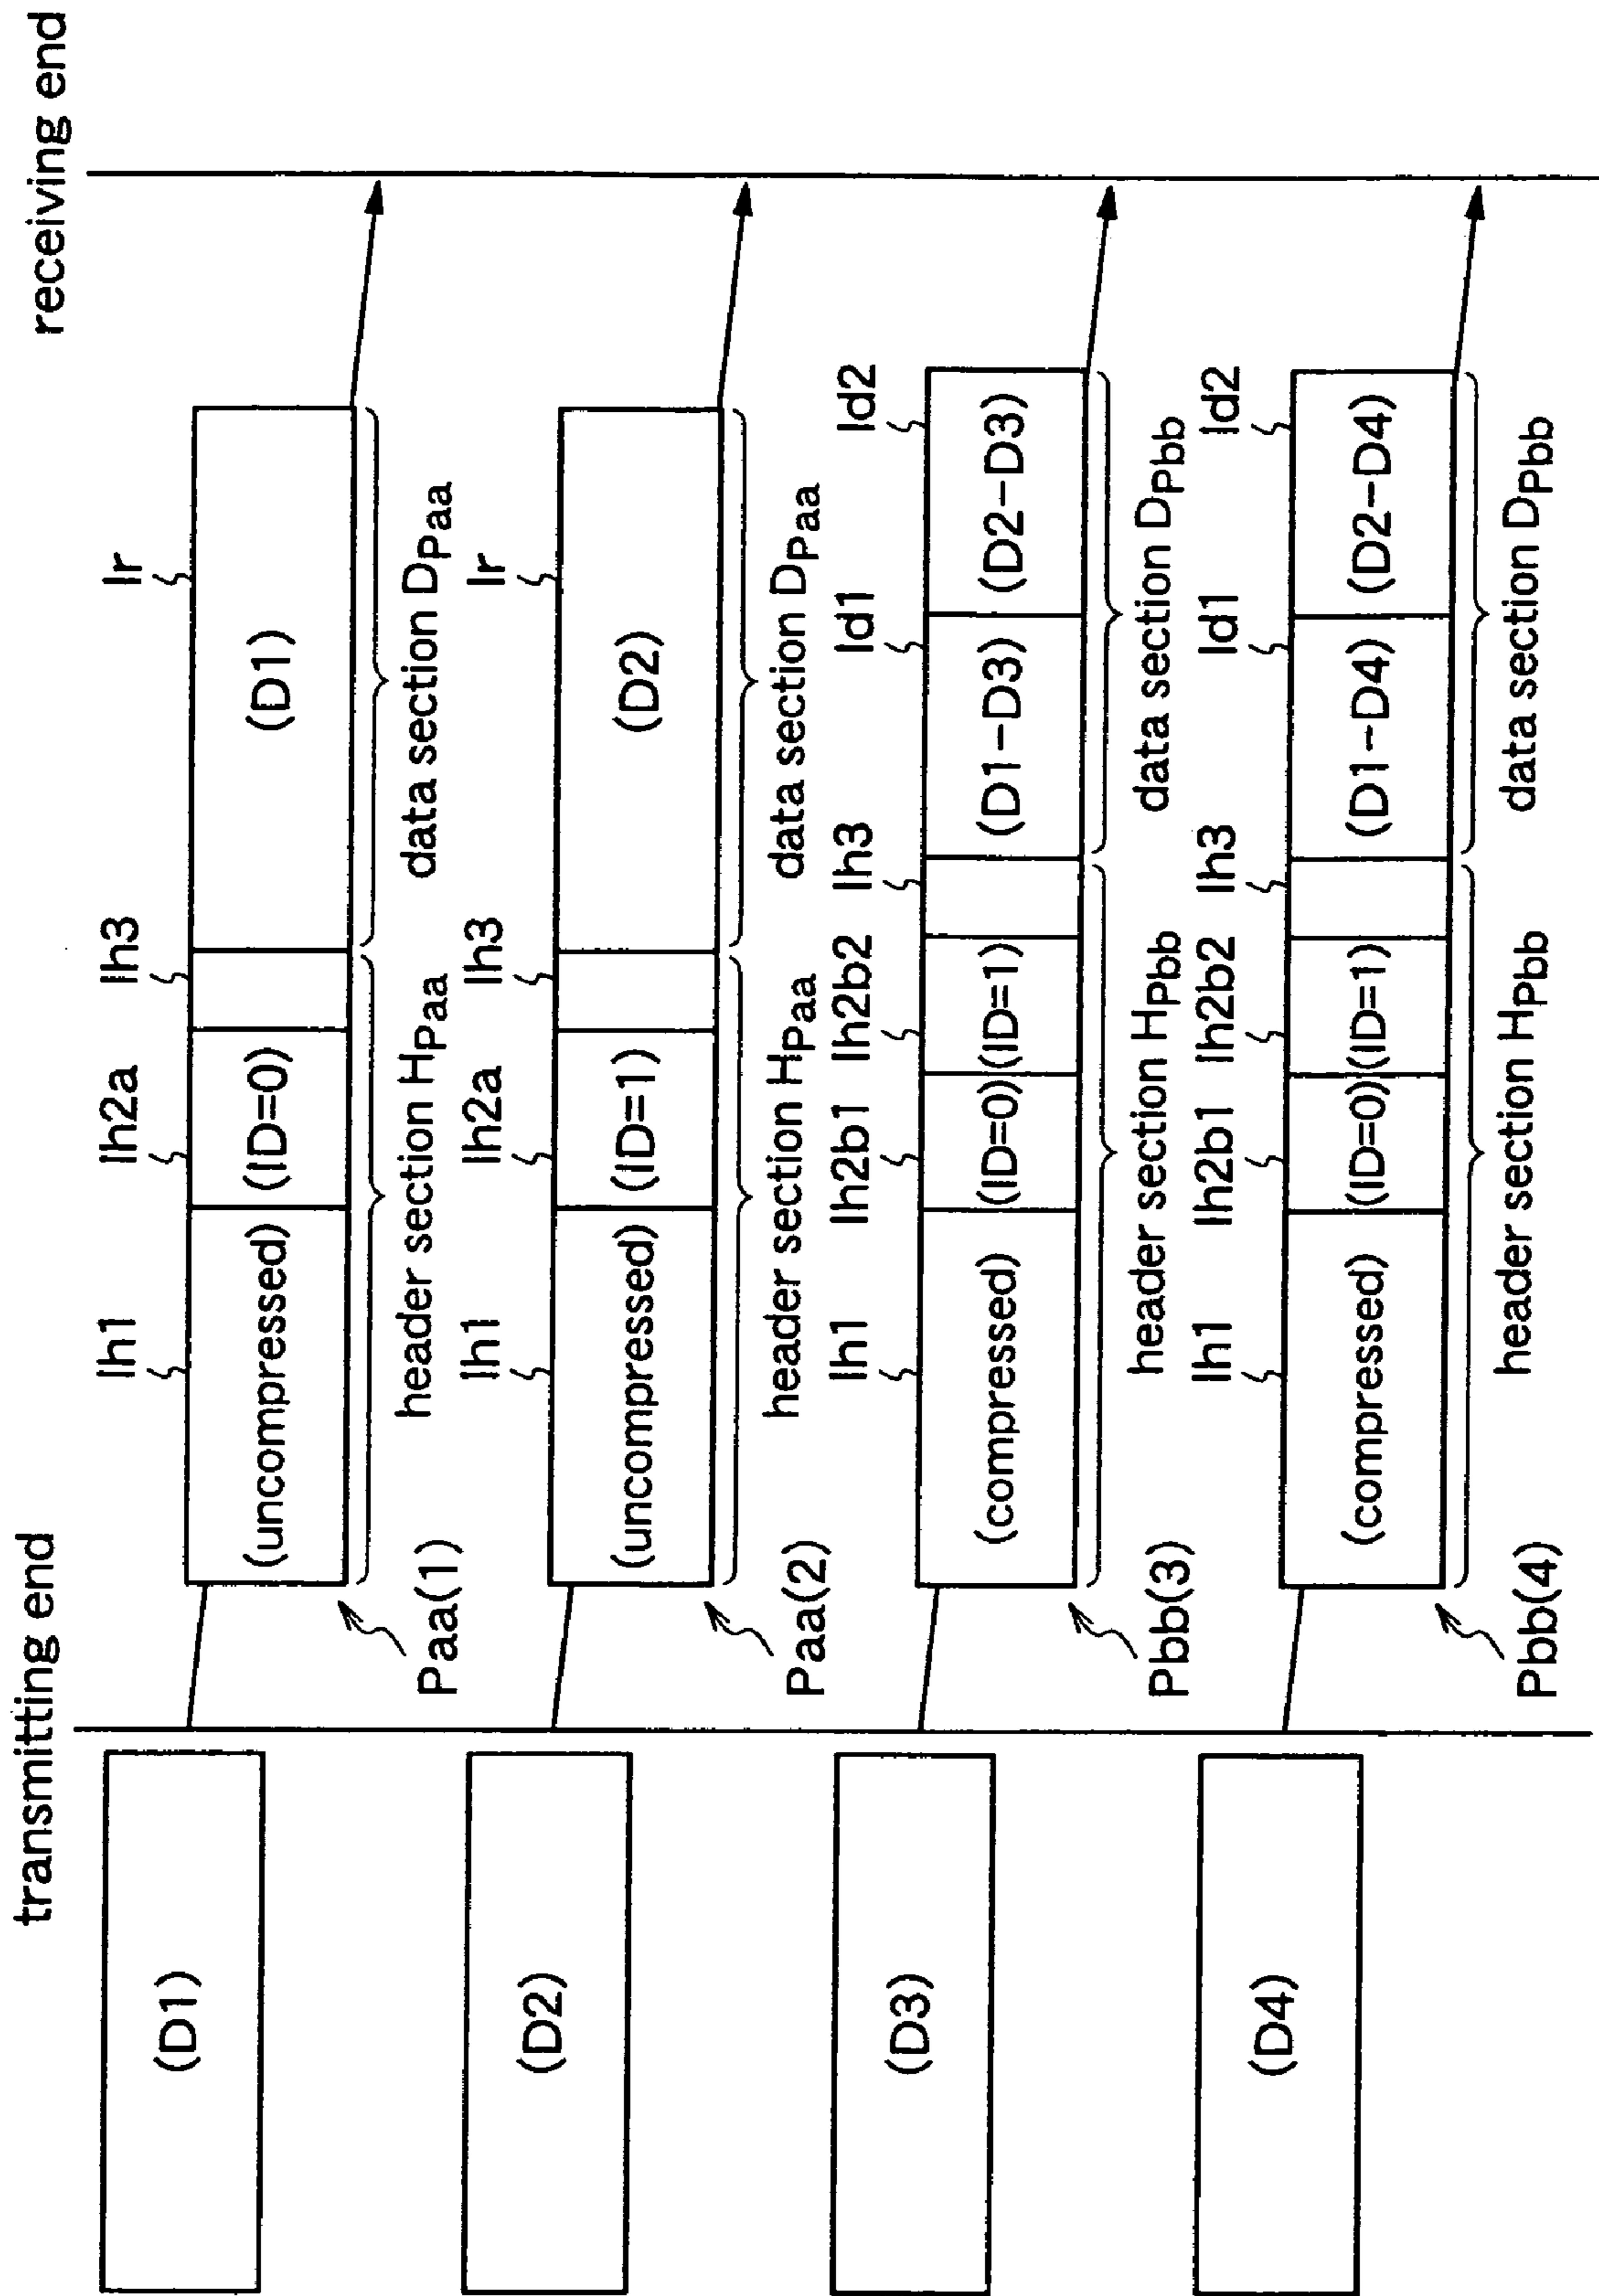 transmitting end
receiving end
(D1)
Ih1
Ih2a
Ih3
Ir
(uncompressed)
(ID=0)
(D1)
header section HPaa
data section DPaa
Paa(1)
(D2)
Ih1
Ih2a
Ih3
Ir
(uncompressed)
(ID=1)
(D2)
header section HPaa
data section DPaa
Paa(2)
(D3)
Ih1
Ih2b1
Ih2b2
Ih3
Id1
Id2
(compressed)
(ID=0)
(ID=1)
(D1-D3)
(D2-D3)
header section HPbb
data section DPbb
Pbb(3)
(D4)
Ih1
Ih2b1
Ih2b2
Ih3
Id1
Id2
(compressed)
(ID=0)
(ID=1)
(D1-D4)
(D2-D4)
header section HPbb
data section DPbb
Pbb(4)